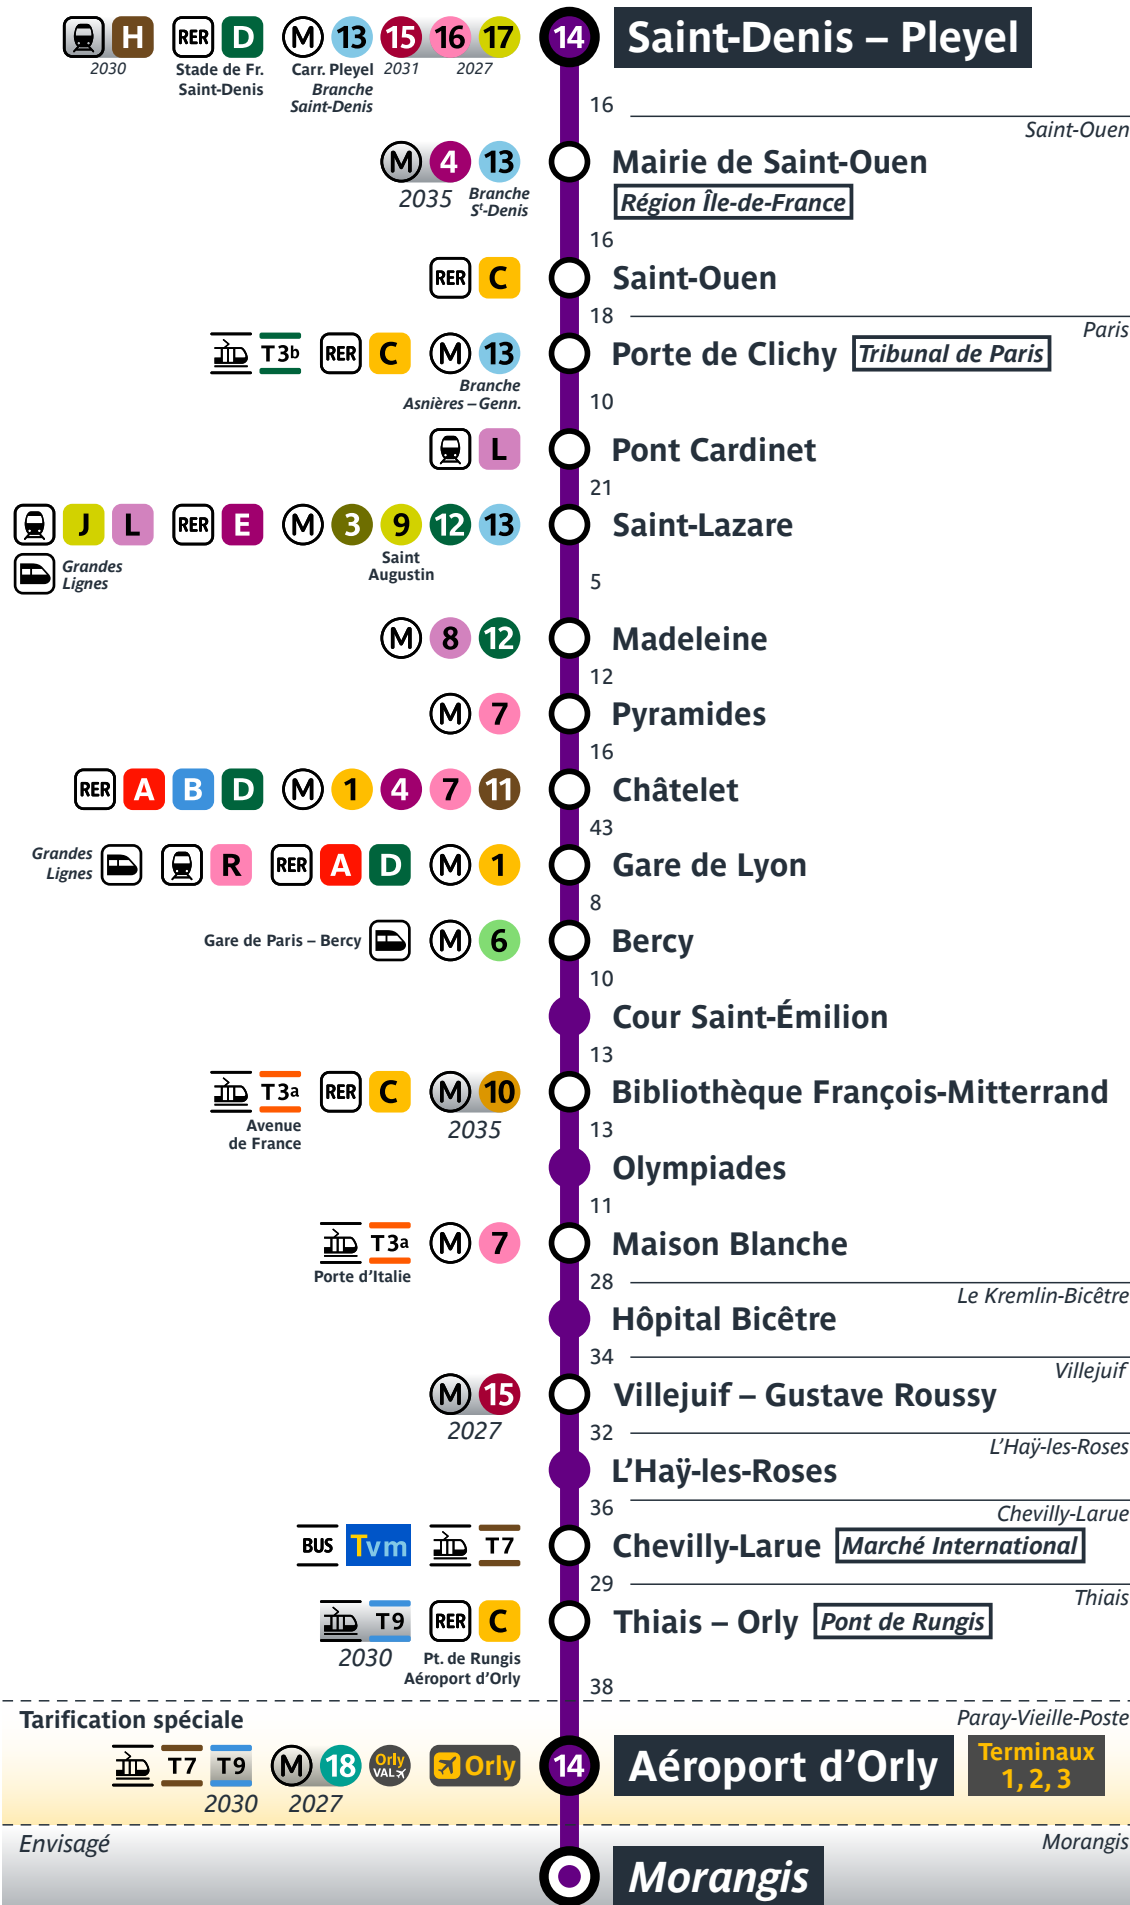 H RER D M 13 15 16 17 14 Saint-Denis – Pleyel
2030 Stade de Fr. Carr. Pleyel 2031 2027
Saint-Denis Branche
Saint-Denis
16
Saint-Ouen
M 4 13 Mairie de Saint-Ouen
2035 Branche
Sᵗ-Denis
Région Île-de-France
16
RER C Saint-Ouen
18
Paris
T3b RER C M 13 Porte de Clichy Tribunal de Paris
Branche
Asnières – Genn.
10
L Pont Cardinet
21
J L RER E M 3 9 12 13 Saint-Lazare
Saint
Augustin
Grandes
Lignes
5
M 8 12 Madeleine
12
M 7 Pyramides
16
RER A B D M 1 4 7 11 Châtelet
43
Grandes
Lignes
R RER A D M 1 Gare de Lyon
8
Gare de Paris – Bercy M 6 Bercy
10
Cour Saint-Émilion
13
T3a RER C M 10 Bibliothèque François-Mitterrand
Avenue
de France
2035
13
Olympiades
11
T3a M 7 Maison Blanche
Porte d'Italie
28
Le Kremlin-Bicêtre
Hôpital Bicêtre
34
Villejuif
M 15 Villejuif – Gustave Roussy
2027
32
L'Haÿ-les-Roses
L'Haÿ-les-Roses
36
Chevilly-Larue
BUS Tvm T7 Chevilly-Larue Marché International
29
Thiais
T9 RER C Thiais – Orly Pont de Rungis
2030 Pt. de Rungis
Aéroport d'Orly
38
Tarification spéciale
Paray-Vieille-Poste
T7 T9 M 18 Orly
VAL Orly 14 Aéroport d'Orly Terminaux
1, 2, 3
2030 2027
Envisagé
Morangis
Morangis